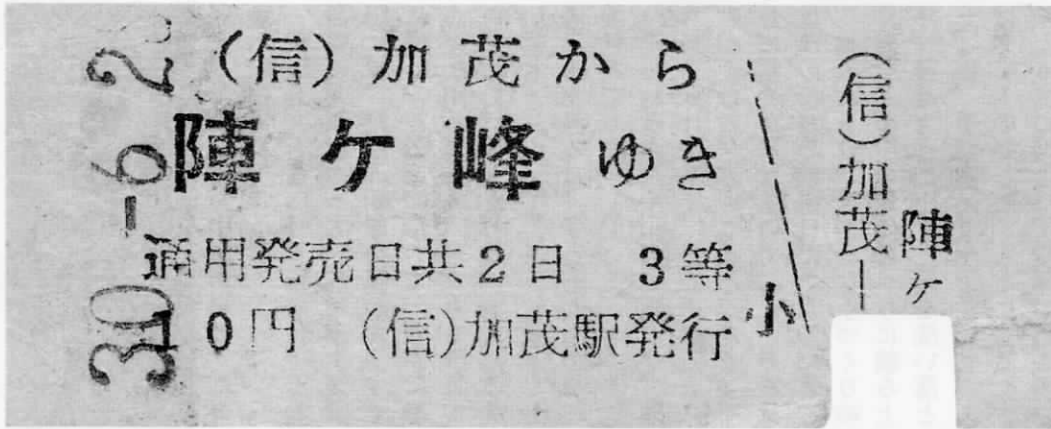 (信)加茂から
陣ケ峰ゆき
通用発売日共2日 3等
0円 (信)加茂駅発行
小
(信)加茂―
陣ケ
30-6.2